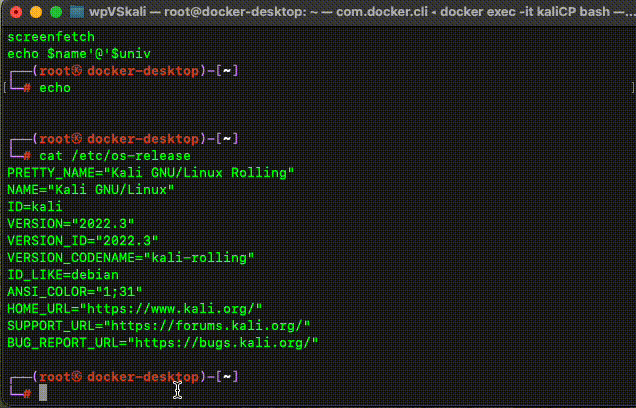 wpVSkali — root@docker-desktop: ~ — com.docker.cli • docker exec -it kaliCP bash —...
screenfetch
echo $name'@'$univ
┌──(root㉿ docker-desktop)-[~]
└─# echo
┌──(root㉿ docker-desktop)-[~]
└─# cat /etc/os-release
PRETTY_NAME="Kali GNU/Linux Rolling"
NAME="Kali GNU/Linux"
ID=kali
VERSION="2022.3"
VERSION_ID="2022.3"
VERSION_CODENAME="kali-rolling"
ID_LIKE=debian
ANSI_COLOR="1;31"
HOME_URL="https://www.kali.org/"
SUPPORT_URL="https://forums.kali.org/"
BUG_REPORT_URL="https://bugs.kali.org/"
┌──(root㉿ docker-desktop)-[~]
└─#